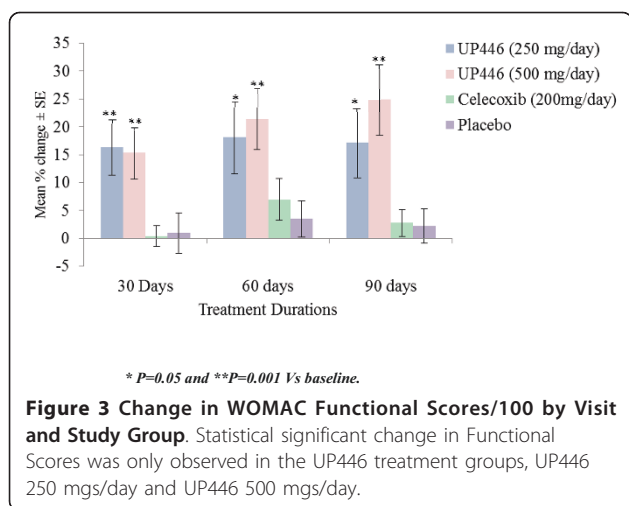 35
30
25
20
15
10
5
0
-5
Mean % change ± SE
**
**
*
**
*
**
UP446 (250 mg/day)
UP446 (500 mg/day)
Celecoxib (200mg/day)
Placebo
30 Days 60 days 90 days
Treatment Durations
* P=0.05 and **P=0.001 Vs baseline.
Figure 3 Change in WOMAC Functional Scores/100 by Visit
and Study Group. Statistical significant change in Functional
Scores was only observed in the UP446 treatment groups, UP446
250 mgs/day and UP446 500 mgs/day.